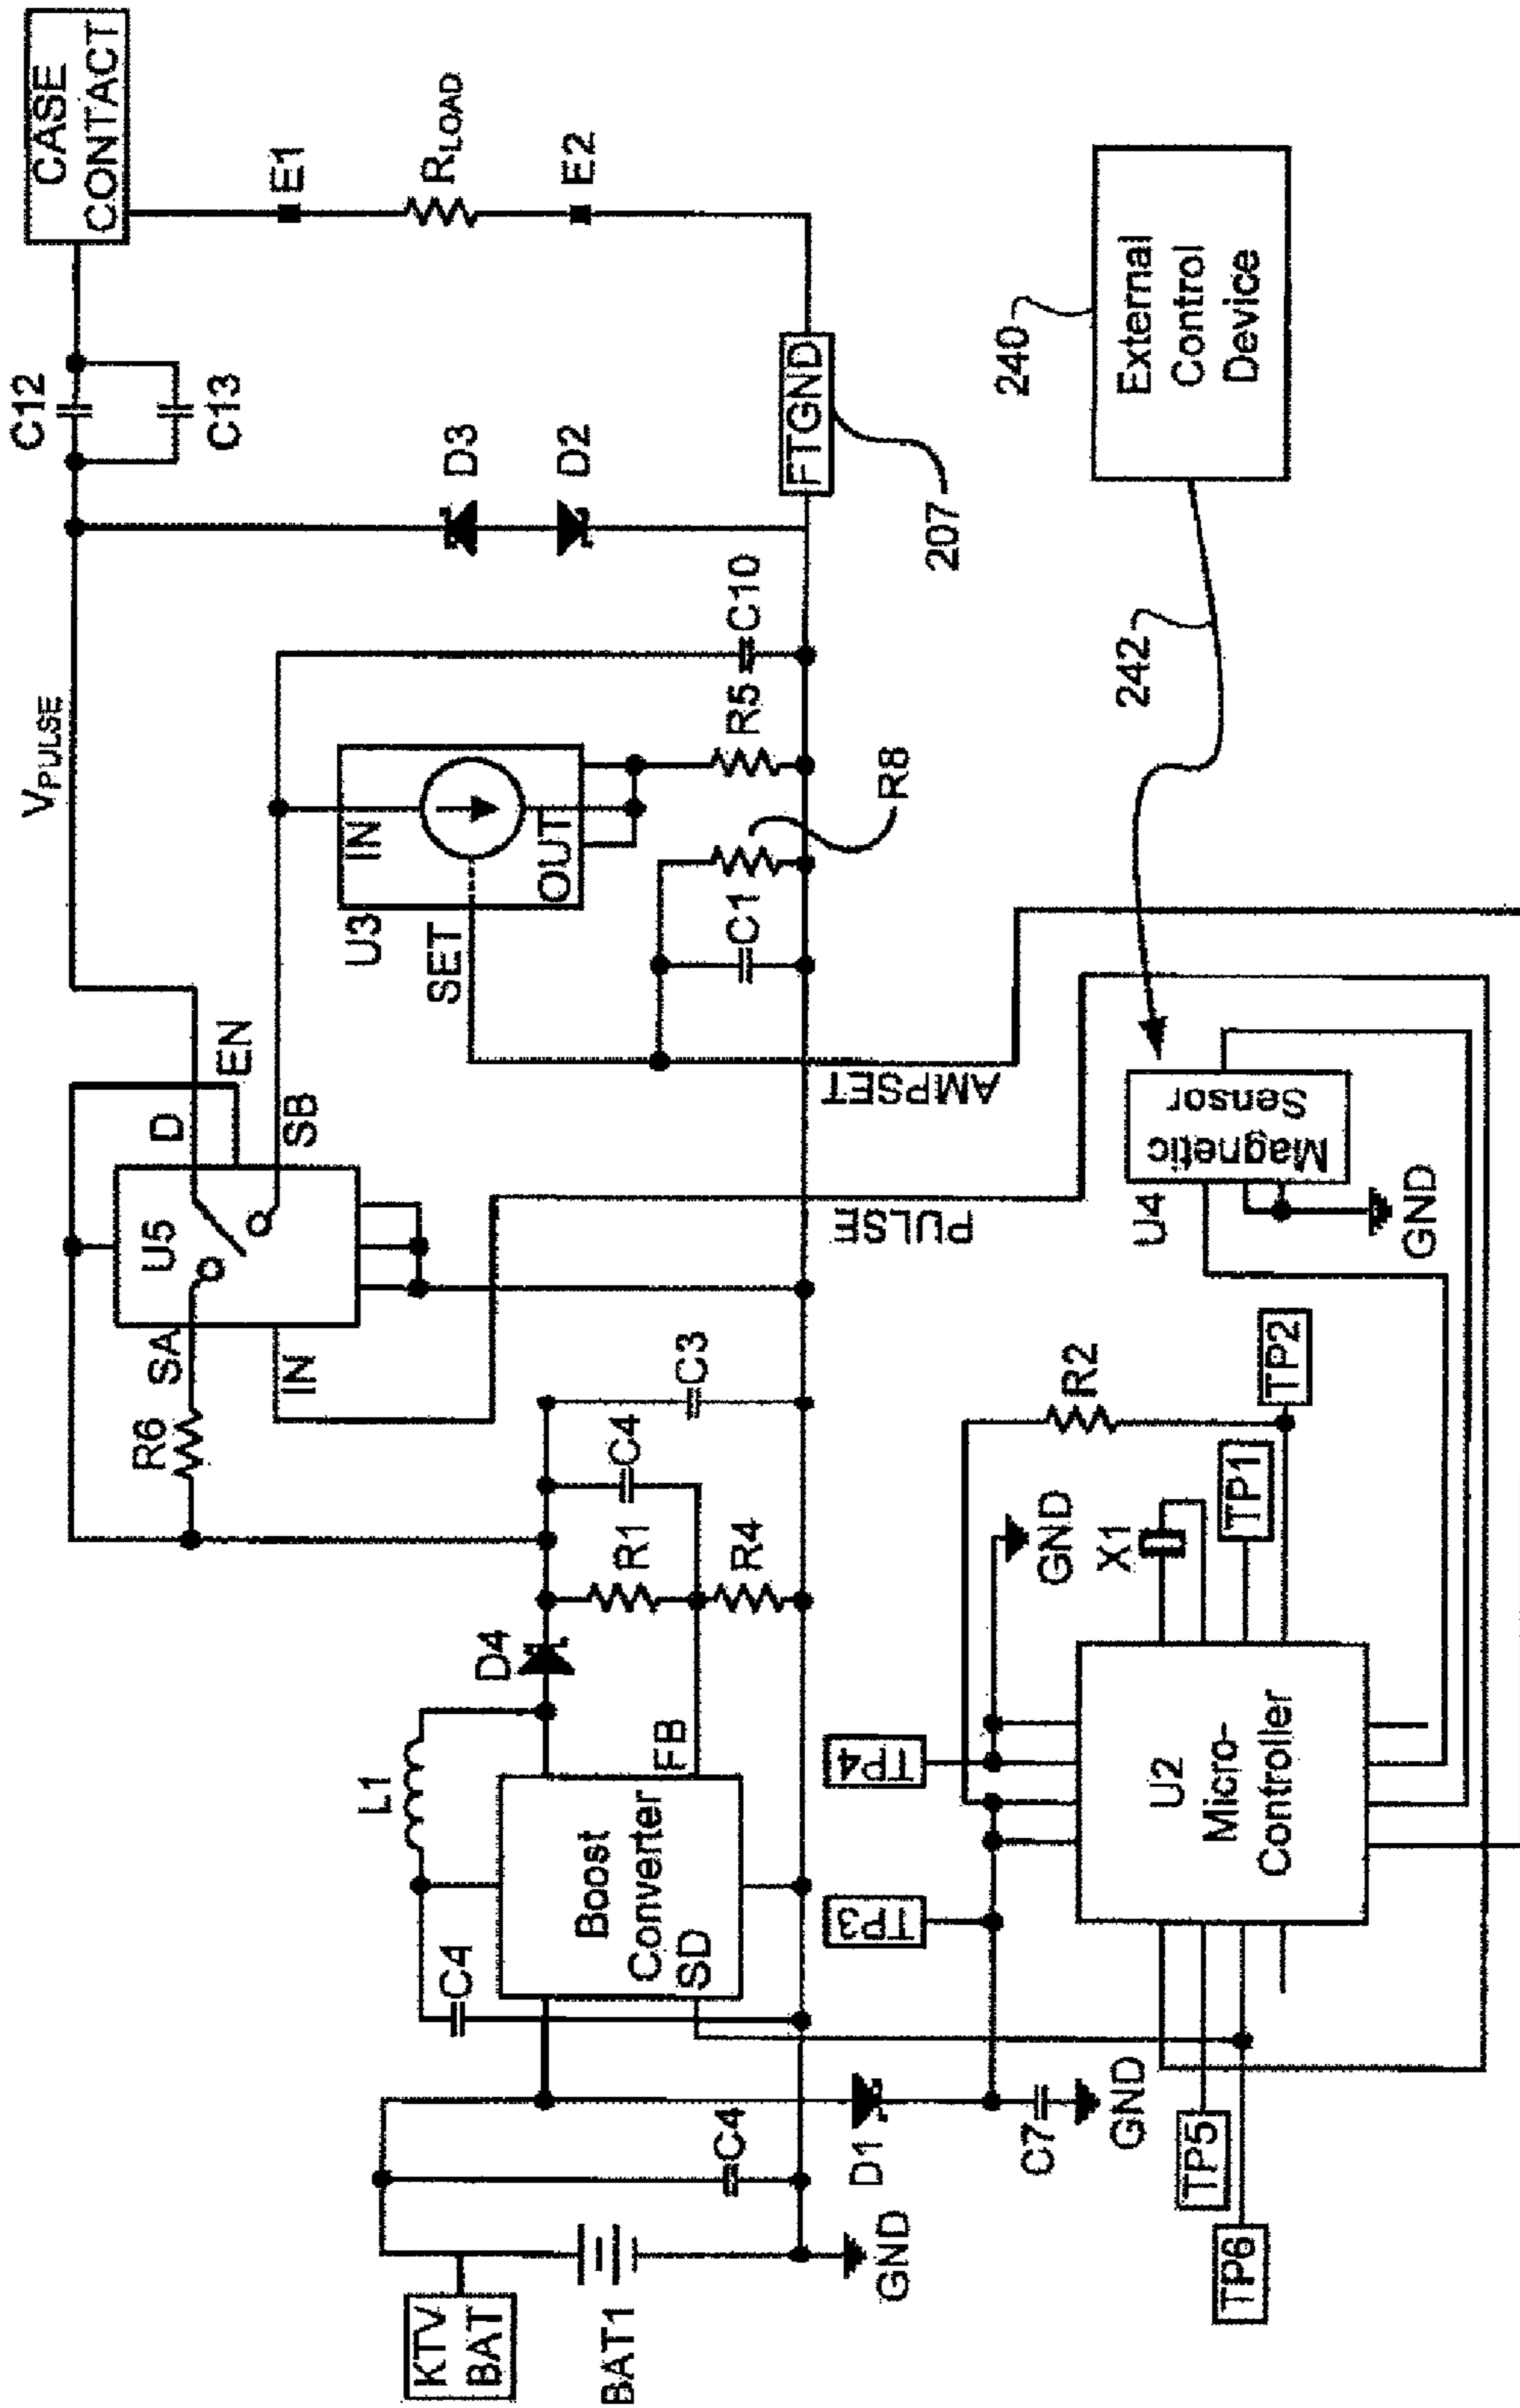 CASE
CONTACT
C12
C13
E1
R_LOAD
E2
D3
D2
FTGND
207
V_PULSE
C10
R5
R8
C1
U3
IN
OUT
SET
AMPSET
EN
D
SB
U5
SA
IN
R6
PULSE
C3
C4
R1
R4
D4
L1
Boost
Converter
FB
SD
C4
C4
KTV
BAT
BAT1
GND
D1
C7
GND
TP3
TP4
GND
R2
X1
TP1
TP2
U2
Micro-
Controller
TP5
TP6
U4
Magnetic
Sensor
GND
242
240
External
Control
Device